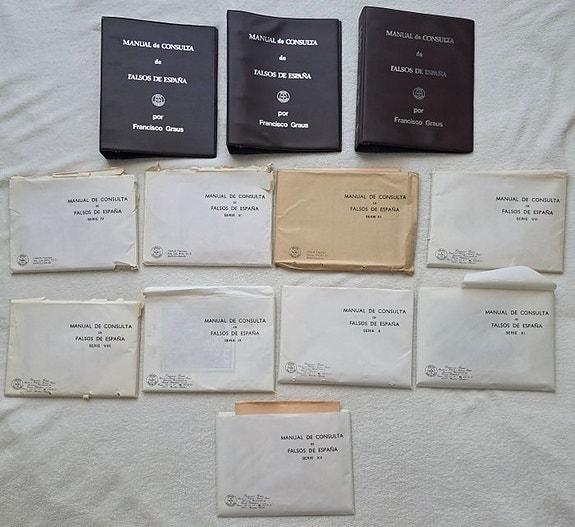 MANUAL de CONSULTA
de
FALSOS DE ESPAÑA
por
Francisco Graus
MANUAL de CONSULTA
de
FALSOS DE ESPAÑA
por
Francisco Graus
MANUAL de CONSULTA
de
FALSOS DE ESPAÑA
por
Francisco Graus
MANUAL DE CONSULTA
DE
FALSOS DE ESPAÑA
SERIE IV
MANUAL DE CONSULTA
DE
FALSOS DE ESPAÑA
SERIE V
MANUAL DE CONSULTA
DE
FALSOS DE ESPAÑA
SERIE VI
MANUAL DE CONSULTA
DE
FALSOS DE ESPAÑA
SERIE VII
MANUAL DE CONSULTA
DE
FALSOS DE ESPAÑA
SERIE VIII
MANUAL DE CONSULTA
DE
FALSOS DE ESPAÑA
SERIE IX
MANUAL DE CONSULTA
DE
FALSOS DE ESPAÑA
SERIE X
MANUAL DE CONSULTA
DE
FALSOS DE ESPAÑA
SERIE XI
MANUAL DE CONSULTA
DE
FALSOS DE ESPAÑA
SERIE XII